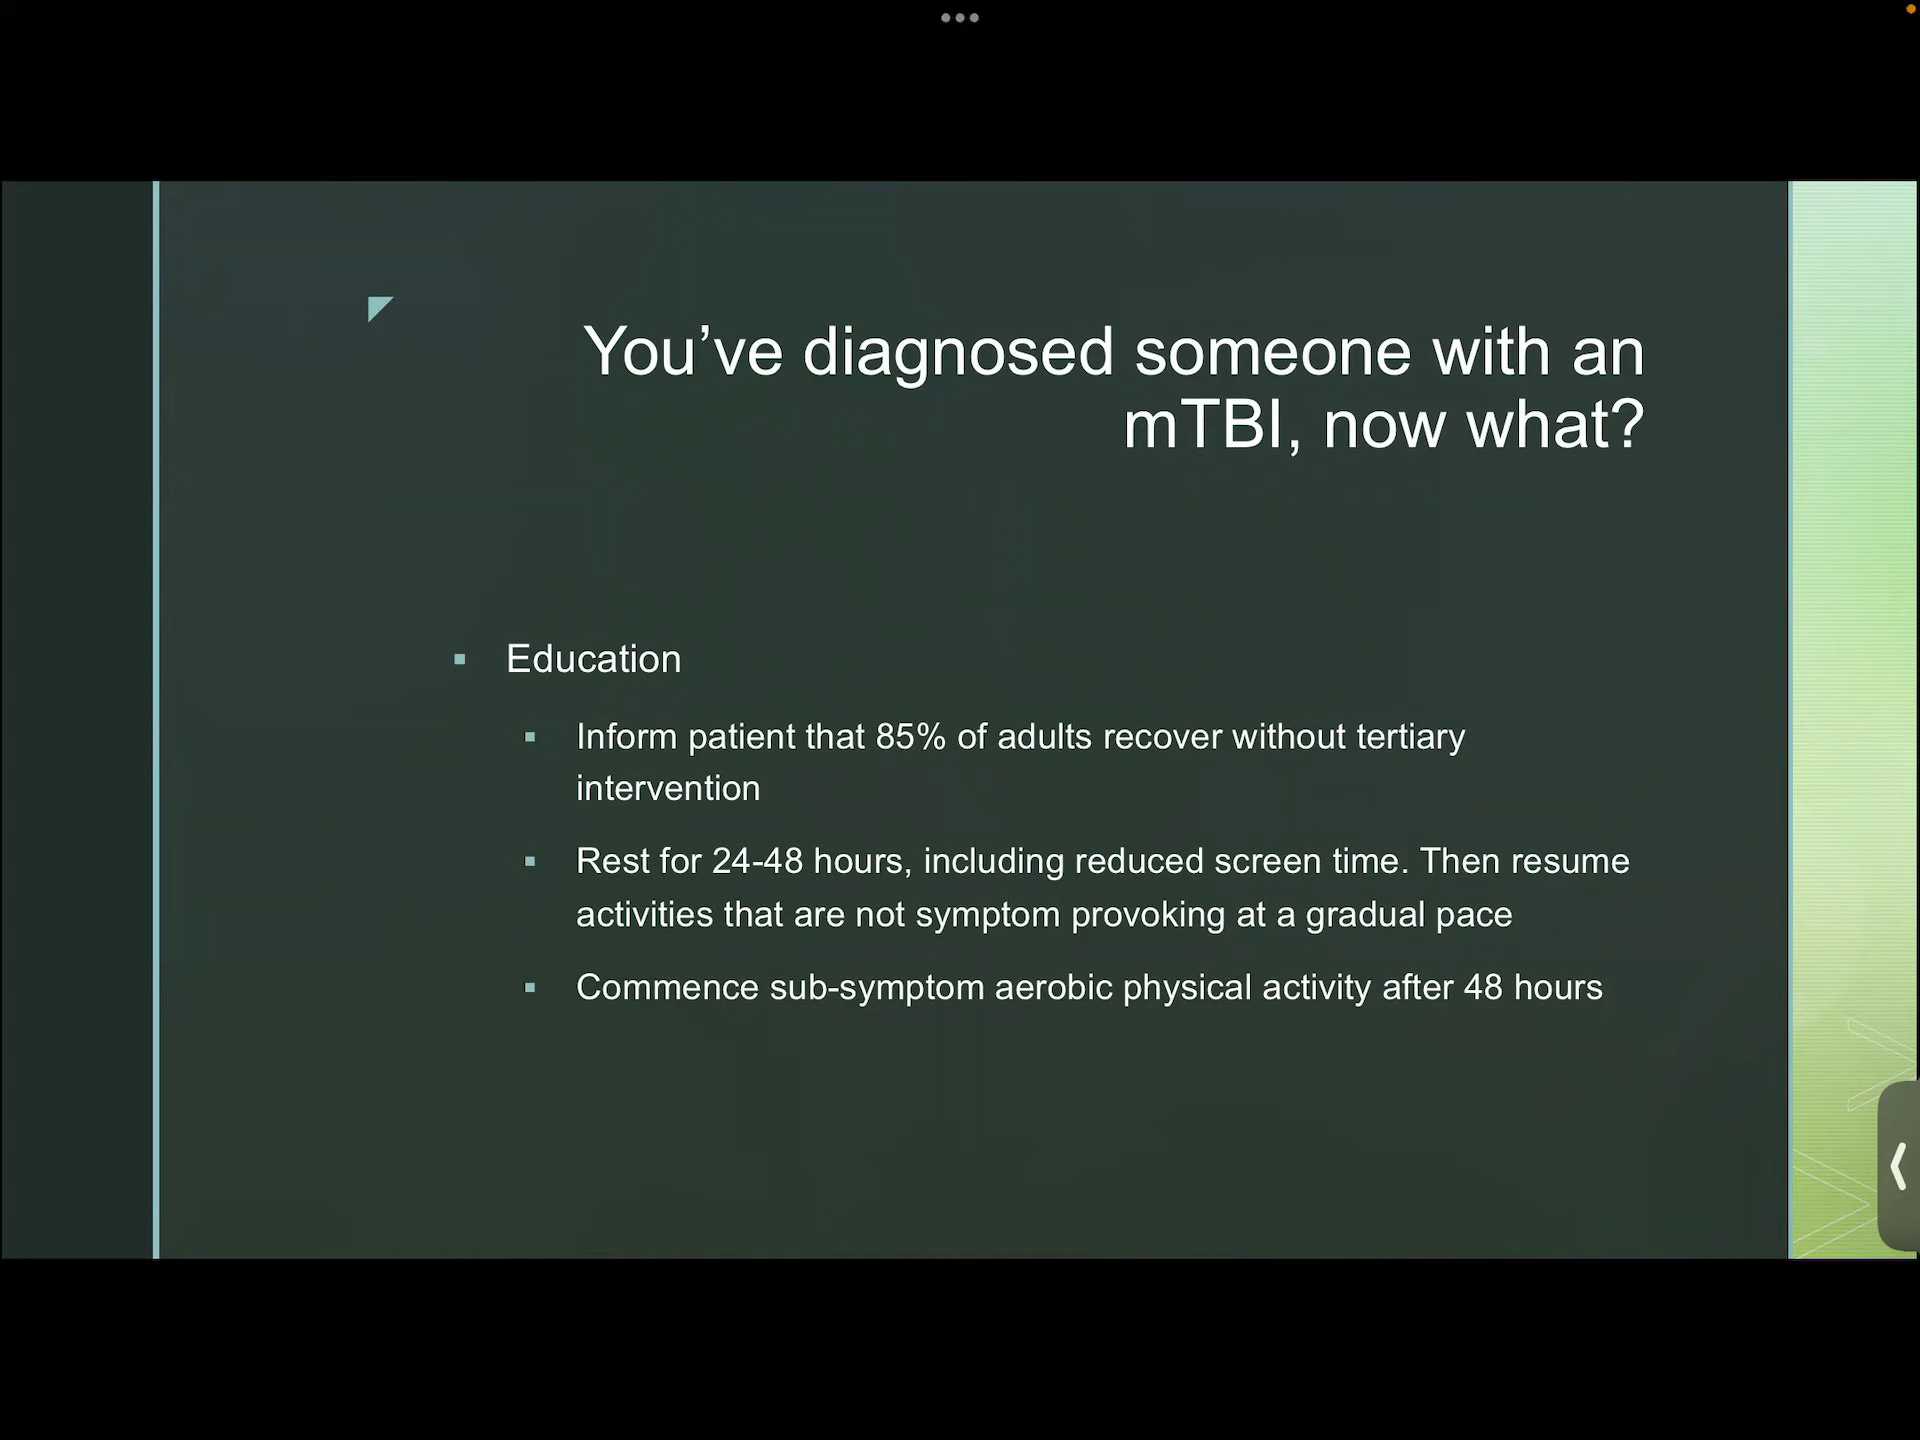 You’ve diagnosed someone with an
mTBI, now what?
Education
Inform patient that 85% of adults recover without tertiary
intervention
Rest for 24-48 hours, including reduced screen time. Then resume
activities that are not symptom provoking at a gradual pace
Commence sub-symptom aerobic physical activity after 48 hours